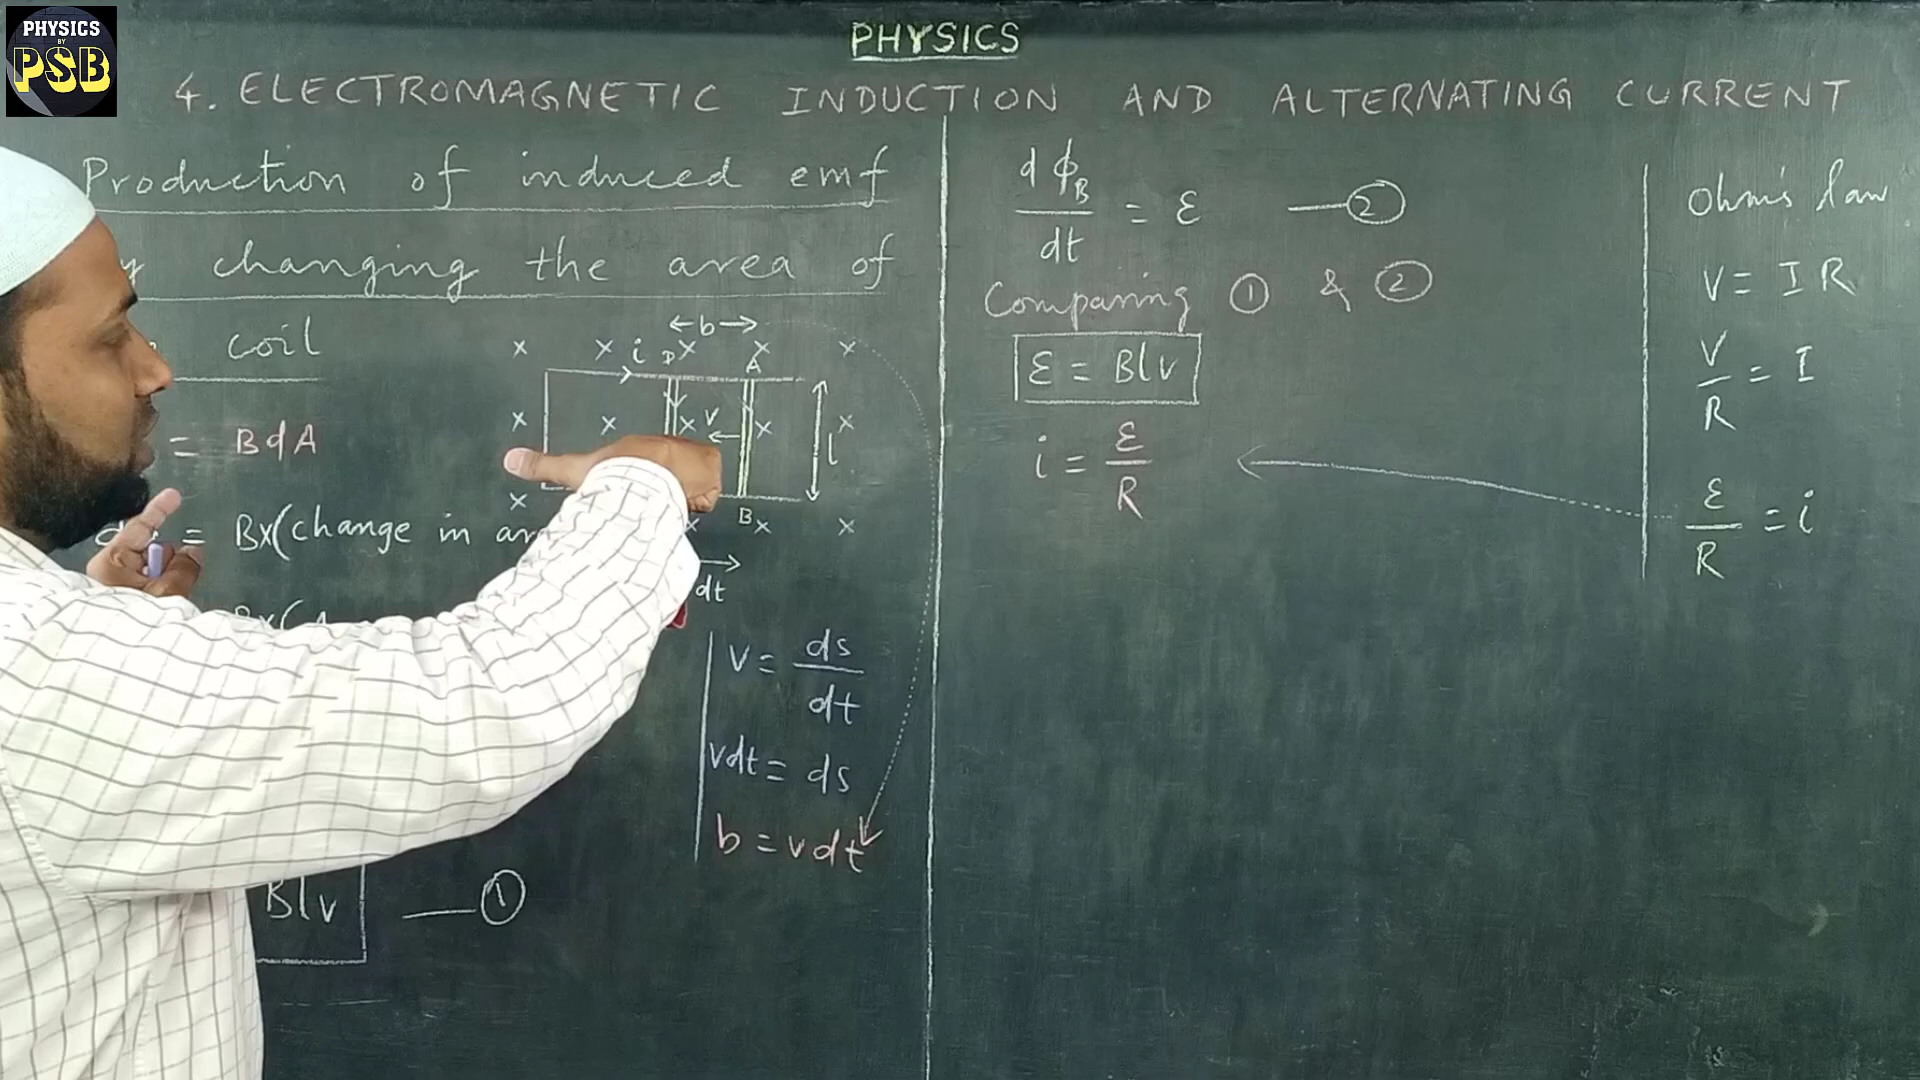 PHYSICS
BY
PSB
PHYSICS
4. ELECTROMAGNETIC INDUCTION AND ALTERNATING CURRENT
Production of induced emf
changing the area of
coil
= BdA
= Bx(change in
Bx(
Blv —①
← b →
i D A
v
l
B
dt
v = ds/dt
vdt = ds
b = vdt
dϕB/dt = ε —②
Comparing ① & ②
ε = Blv
i = ε/R
Ohm's law
V = IR
V/R = I
ε/R = i